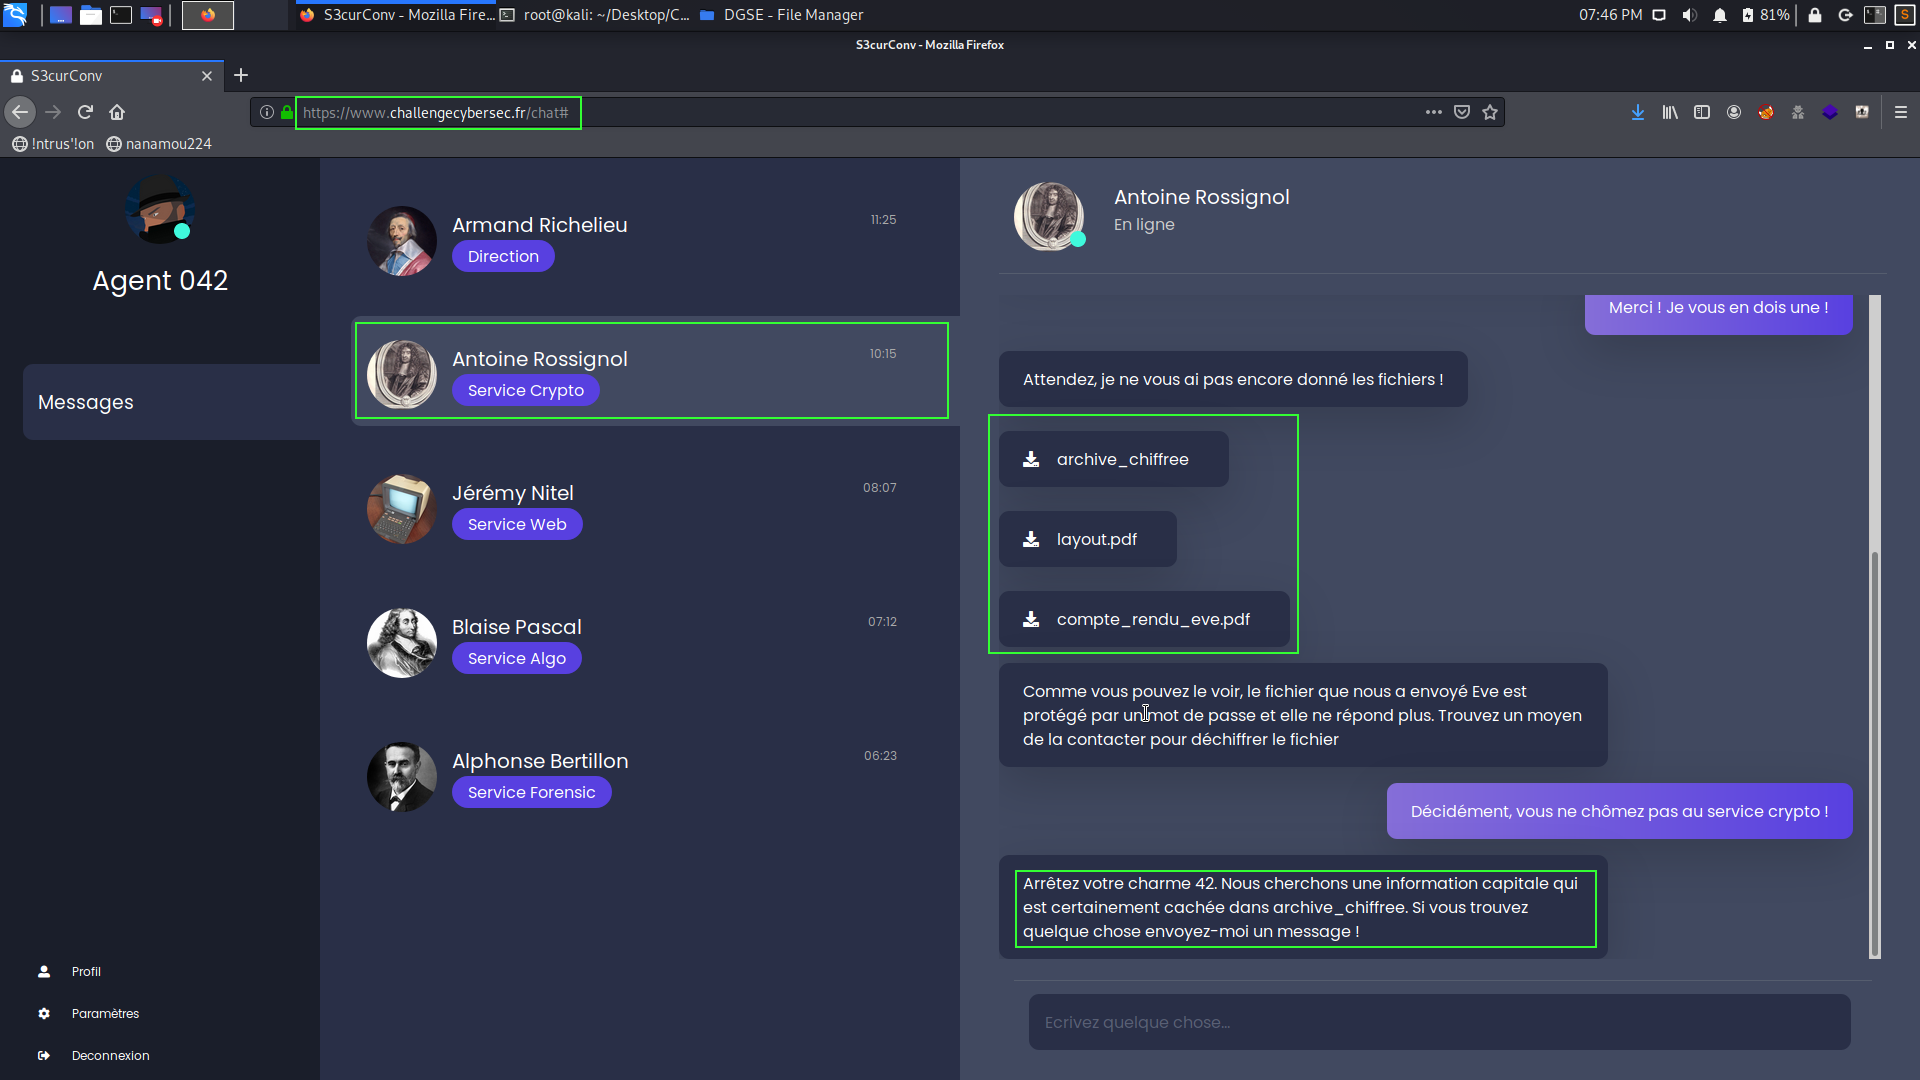 S3curConv - Mozilla Fire...
root@kali: ~/Desktop/C...
DGSE - File Manager
07:46 PM
81%
S3curConv - Mozilla Firefox
S3curConv
https://www.challengecybersec.fr/chat#
!ntrus'!on
nanamou224
Agent 042
Messages
Profil
Paramètres
Deconnexion
Armand Richelieu
11:25
Direction
Antoine Rossignol
10:15
Service Crypto
Jérémy Nitel
08:07
Service Web
Blaise Pascal
07:12
Service Algo
Alphonse Bertillon
06:23
Service Forensic
Antoine Rossignol
En ligne
Merci ! Je vous en dois une !
Attendez, je ne vous ai pas encore donné les fichiers !
archive_chiffree
layout.pdf
compte_rendu_eve.pdf
Comme vous pouvez le voir, le fichier que nous a envoyé Eve est
protégé par un mot de passe et elle ne répond plus. Trouvez un moyen
de la contacter pour déchiffrer le fichier
Décidément, vous ne chômez pas au service crypto !
Arrêtez votre charme 42. Nous cherchons une information capitale qui
est certainement cachée dans archive_chiffree. Si vous trouvez
quelque chose envoyez-moi un message !
Ecrivez quelque chose...